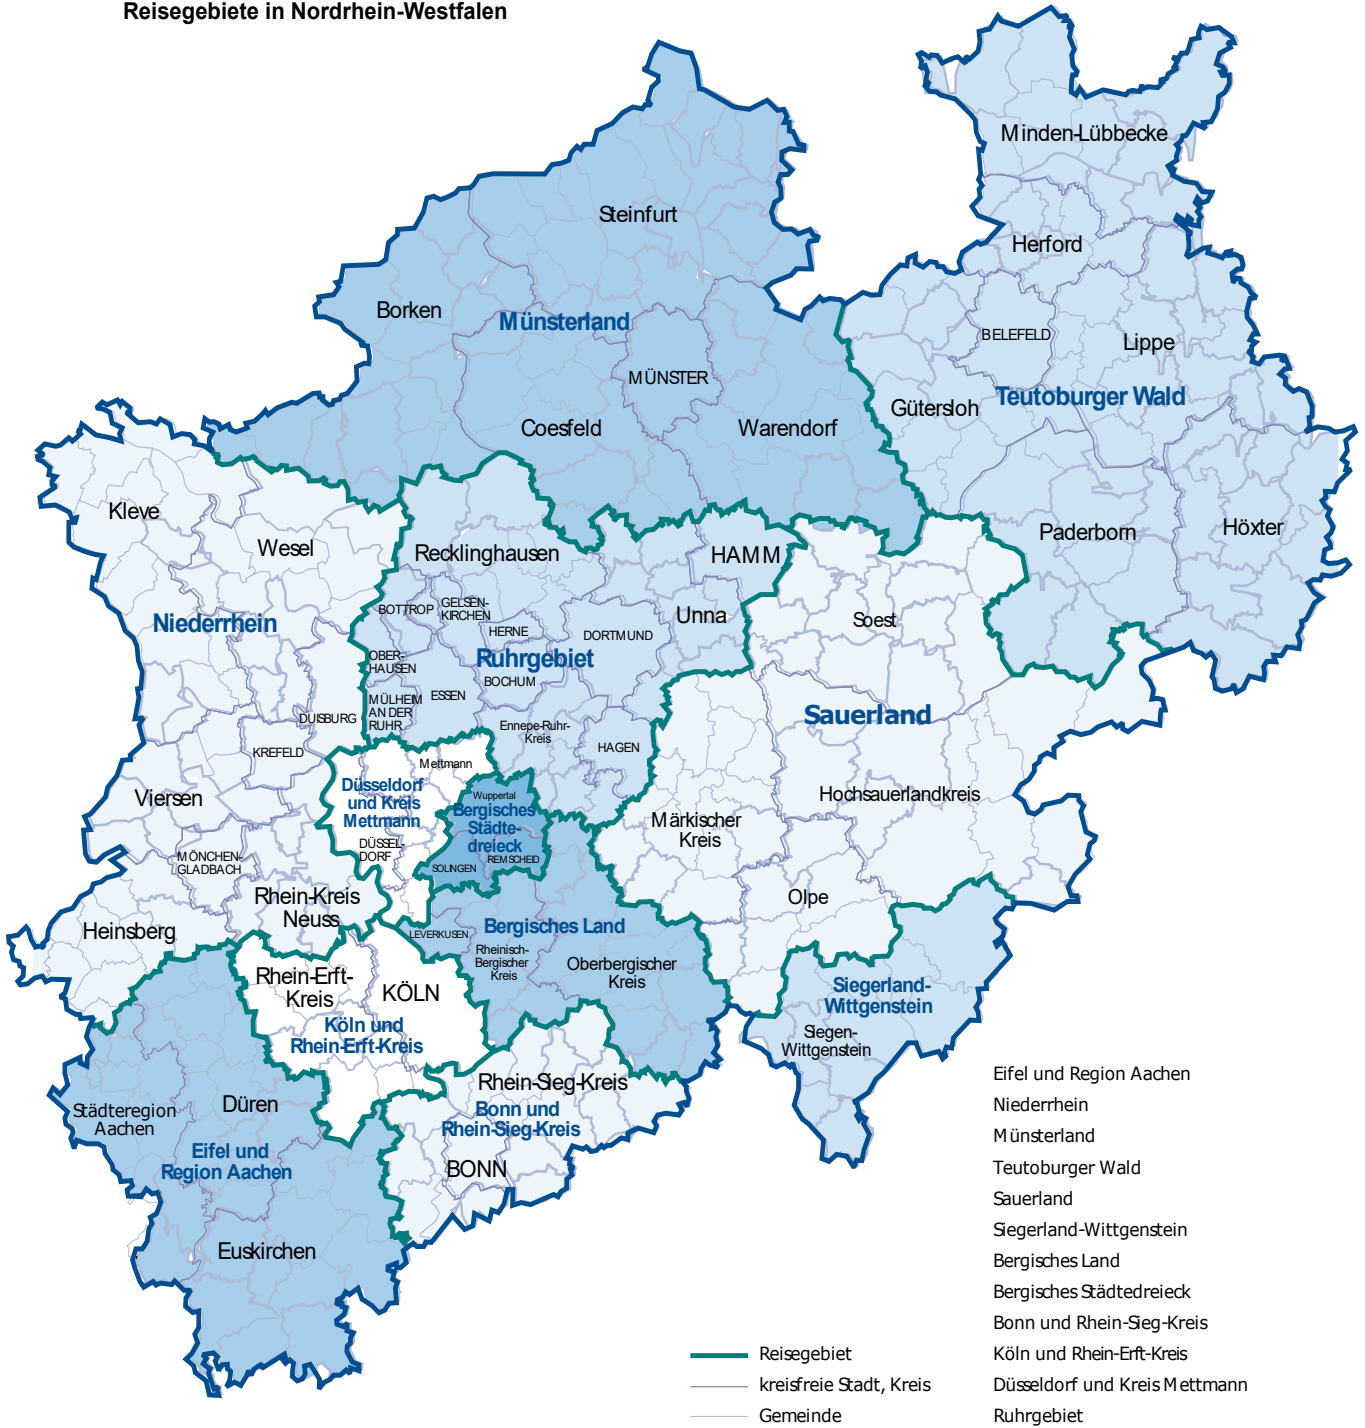 Reisegebiete in Nordrhein-Westfalen
Minden-Lübbecke
Steinfurt
Herford
Borken
Münsterland
BELEFELD
Lippe
MÜNSTER
Teutoburger Wald
Gütersloh
Coesfeld
Warendorf
Kleve
Wesel
Recklinghausen
HAMM
Paderborn
Höxter
BOTTROP
GELSEN-
KIRCHEN
Niederrhein
HERNE
DORTMUND
Unna
Soest
OBER-
HAUSEN
Ruhrgebiet
BOCHUM
ESSEN
MÜLHEIM
AN DER
RUHR
DUISBURG
Sauerland
Ennepe-Ruhr-
Kreis
HAGEN
KREFELD
Mettmann
Düsseldorf
und Kreis
Mettmann
Viersen
Wuppertal
Bergisches
Städte-
dreieck
Hochsauerlandkreis
Märkischer
Kreis
DÜSSEL-
DORF
REMSCHEID
SOLINGEN
MÖNCHEN-
GLADBACH
Rhein-Kreis
Neuss
Olpe
Heinsberg
LEVERKUSEN
Bergisches Land
Rheinisch-
Bergischer
Kreis
Oberbergischer
Kreis
Rhein-Erft-
Kreis
KÖLN
Siegerland-
Wittgenstein
Köln und
Rhein-Erft-Kreis
Siegen-
Wittgenstein
Rhein-Sieg-Kreis
Städteregion
Aachen
Düren
Bonn und
Rhein-Sieg-Kreis
Eifel und
Region Aachen
BONN
Euskirchen
Eifel und Region Aachen
Niederrhein
Münsterland
Teutoburger Wald
Sauerland
Siegerland-Wittgenstein
Bergisches Land
Bergisches Städtedreieck
Bonn und Rhein-Sieg-Kreis
Köln und Rhein-Erft-Kreis
Düsseldorf und Kreis Mettmann
Ruhrgebiet
Reisegebiet
kreisfreie Stadt, Kreis
Gemeinde